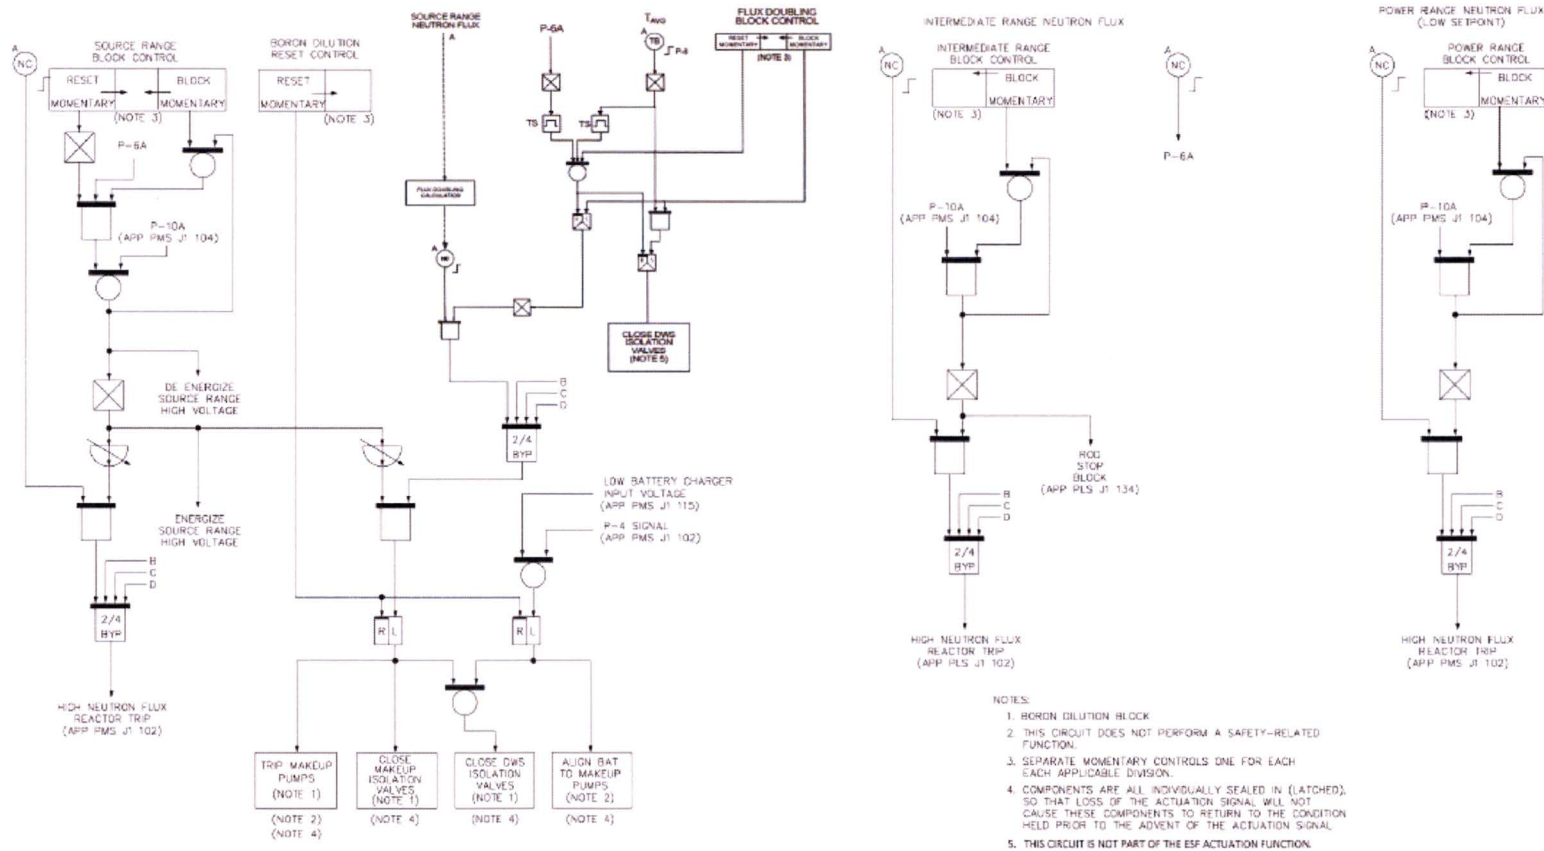 SOURCE RANGE
BLOCK CONTROL
A
NC
RESET
BLOCK
MOMENTARY
MOMENTARY
(NOTE 3)
P-6A
P-10A
(APP PMS J1 104)
DE ENERGIZE
SOURCE RANGE
HIGH VOLTAGE
ENERGIZE
SOURCE RANGE
HIGH VOLTAGE
B
C
D
2/4
BYP
HIGH NEUTRON FLUX
REACTOR TRIP
(APP PMS J1 102)
BORON DILUTION
RESET CONTROL
RESET
MOMENTARY
(NOTE 3)
SOURCE RANGE
NEUTRON FLUX
A
FLUX DOUBLING
CALCULATION
A
P-6A
TAVG
A
TB
P-8
TS
TS
FLUX DOUBLING
BLOCK CONTROL
RESET
MOMENTARY
BLOCK
MOMENTARY
(NOTE 3)
CLOSE DWS
ISOLATION
VALVES
(NOTE 5)
B
C
D
2/4
BYP
LOW BATTERY CHARGER
INPUT VOLTAGE
(APP PMS J1 115)
P-4 SIGNAL
(APP PMS J1 102)
R L
R L
TRIP MAKEUP
PUMPS
(NOTE 1)
(NOTE 2)
(NOTE 4)
CLOSE
MAKEUP
ISOLATION
VALVES
(NOTE 1)
(NOTE 4)
CLOSE DWS
ISOLATION
VALVES
(NOTE 1)
(NOTE 4)
ALIGN BAT
TO MAKEUP
PUMPS
(NOTE 2)
(NOTE 4)
INTERMEDIATE RANGE NEUTRON FLUX
A
NC
INTERMEDIATE RANGE
BLOCK CONTROL
BLOCK
MOMENTARY
(NOTE 3)
P-10A
(APP PMS J1 104)
ROD
STOP
BLOCK
(APP PLS J1 134)
B
C
D
2/4
BYP
HIGH NEUTRON FLUX
REACTOR TRIP
(APP PLS J1 102)
A
NC
P-6A
POWER RANGE NEUTRON FLUX
(LOW SETPOINT)
A
NC
POWER RANGE
BLOCK CONTROL
BLOCK
MOMENTARY
(NOTE 3)
P-10A
(APP PMS J1 104)
B
C
D
2/4
BYP
HIGH NEUTRON FLUX
REACTOR TRIP
(APP PMS J1 102)
NOTES:
1. BORON DILUTION BLOCK
2. THIS CIRCUIT DOES NOT PERFORM A SAFETY-RELATED
FUNCTION.
3. SEPARATE MOMENTARY CONTROLS ONE FOR EACH
EACH APPLICABLE DIVISION.
4. COMPONENTS ARE ALL INDIVIDUALLY SEALED IN (LATCHED),
SO THAT LOSS OF THE ACTUATION SIGNAL WILL NOT
CAUSE THESE COMPONENTS TO RETURN TO THE CONDITION
HELD PRIOR TO THE ADVENT OF THE ACTUATION SIGNAL
5. THIS CIRCUIT IS NOT PART OF THE ESF ACTUATION FUNCTION.